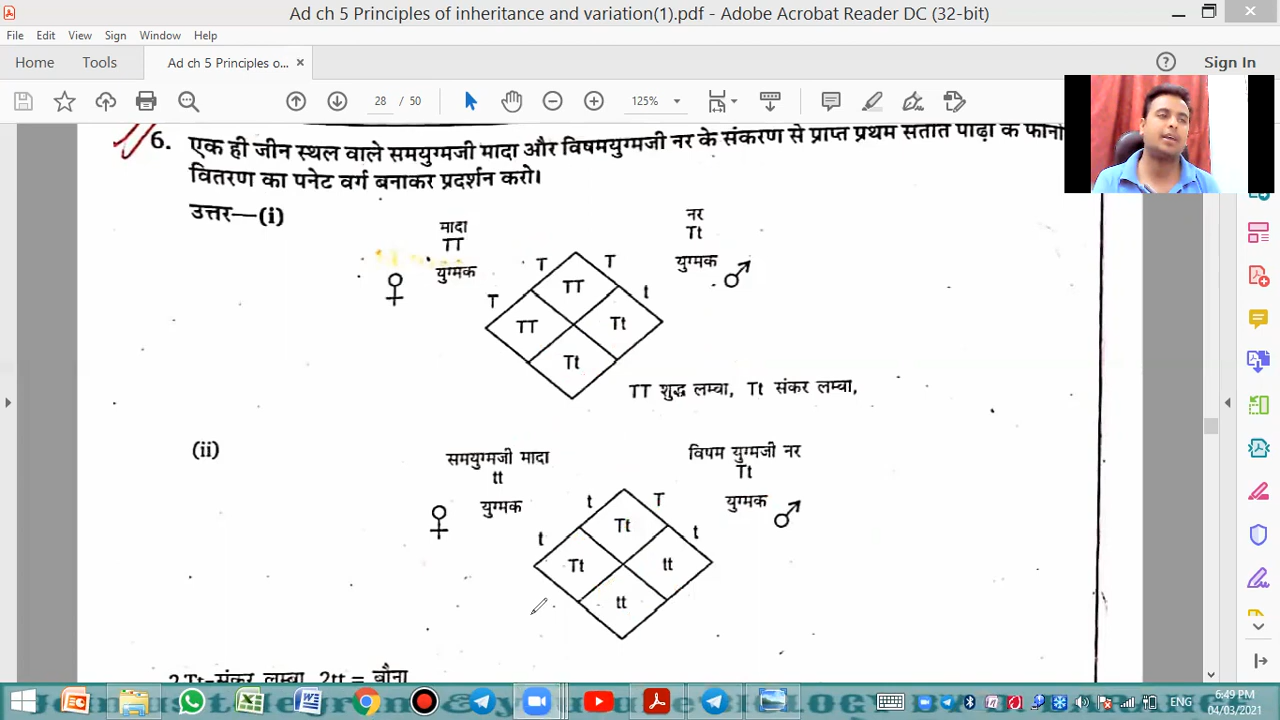 Ad ch 5 Principles of inheritance and variation(1).pdf - Adobe Acrobat Reader DC (32-bit)
File Edit View Sign Window Help
Home Tools Ad ch 5 Principles o... × Sign In
28 / 50 125%
6. एक ही जीन स्थल वाले समयुग्मजी मादा और विषमयुग्मजी नर के संकरण से प्राप्त प्रथम
वितरण का पनेट वर्ग बनाकर प्रदर्शन करो।
उत्तर—(i)
मादा नर
TT Tt
युग्मक युग्मक
T T
T TT t
TT Tt
Tt
TT शुद्ध लम्बा, Tt संकर लम्बा,
(ii)
समयुग्मजी मादा विषम युग्मजी नर
tt Tt
युग्मक युग्मक
t T
t Tt t
Tt tt
tt
2 Tt-संकर लम्बा, 2tt = बौना
ENG
6:49 PM
04/03/2021